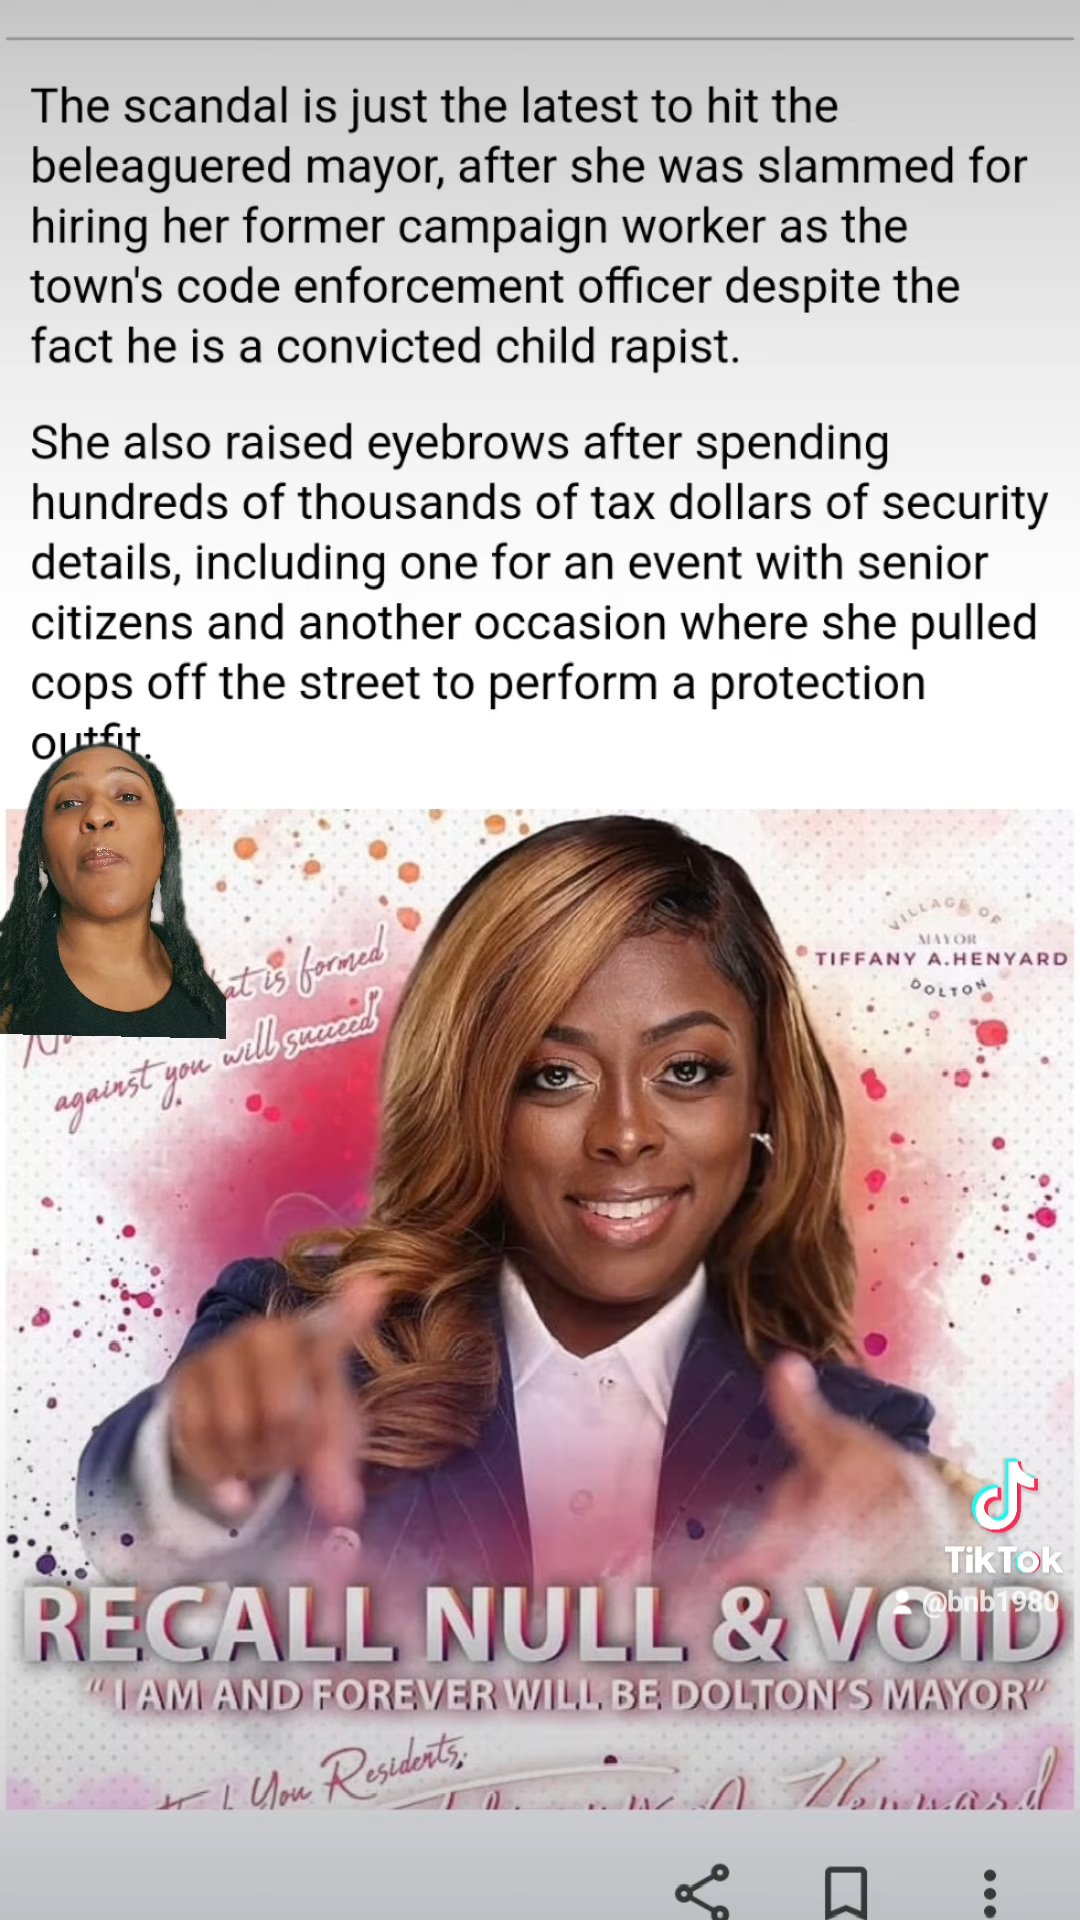 The scandal is just the latest to hit the
beleaguered mayor, after she was slammed for
hiring her former campaign worker as the
town's code enforcement officer despite the
fact he is a convicted child rapist.
She also raised eyebrows after spending
hundreds of thousands of tax dollars of security
details, including one for an event with senior
citizens and another occasion where she pulled
cops off the street to perform a protection
outfit.
VILLAGE OF
MAYOR
TIFFANY A.HENYARD
DOLTON
is formed
against you will succeed"
TikTok
@bnb1980
RECALL NULL & VOID
"I AM AND FOREVER WILL BE DOLTON'S MAYOR"
You Residents,